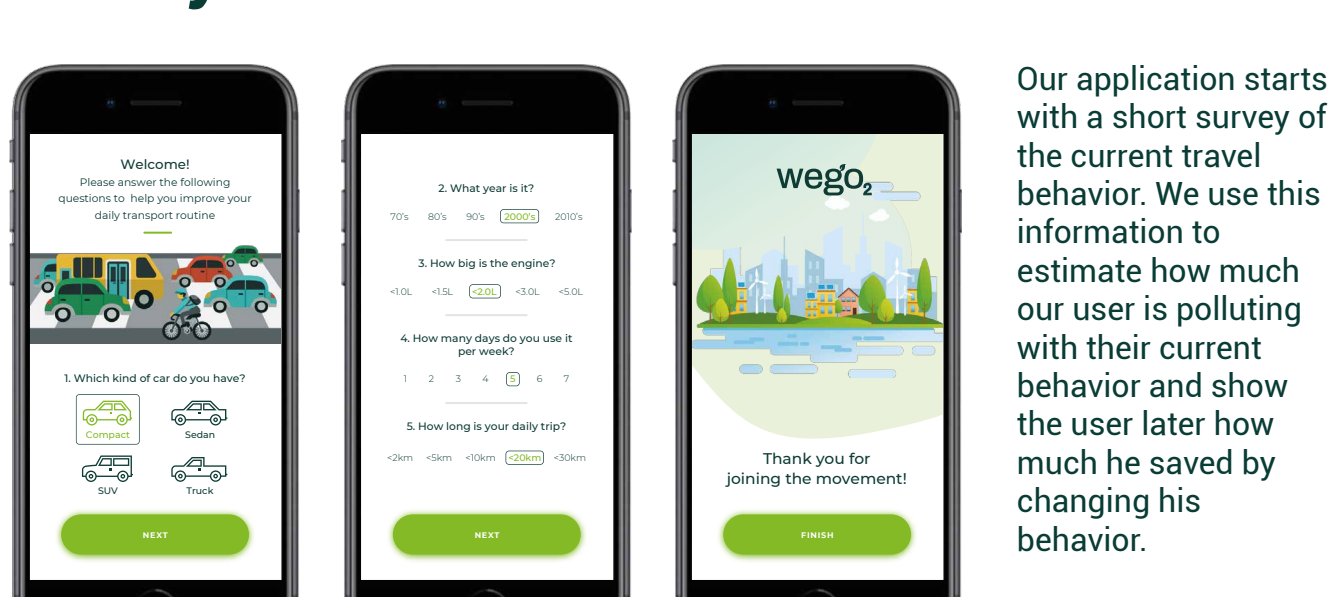 Welcome!
Please answer the following
questions to help you improve your
daily transport routine
1. Which kind of car do you have?
Compact
Sedan
SUV
Truck
NEXT
2. What year is it?
70's 80's 90's 2000's 2010's
3. How big is the engine?
<1.0L <1.5L <2.0L <3.0L <5.0L
4. How many days do you use it
per week?
1 2 3 4 5 6 7
5. How long is your daily trip?
<2km <5km <10km <20km <30km
NEXT
wego2
Thank you for
joining the movement!
FINISH
Our application starts
with a short survey of
the current travel
behavior. We use this
information to
estimate how much
our user is polluting
with their current
behavior and show
the user later how
much he saved by
changing his
behavior.